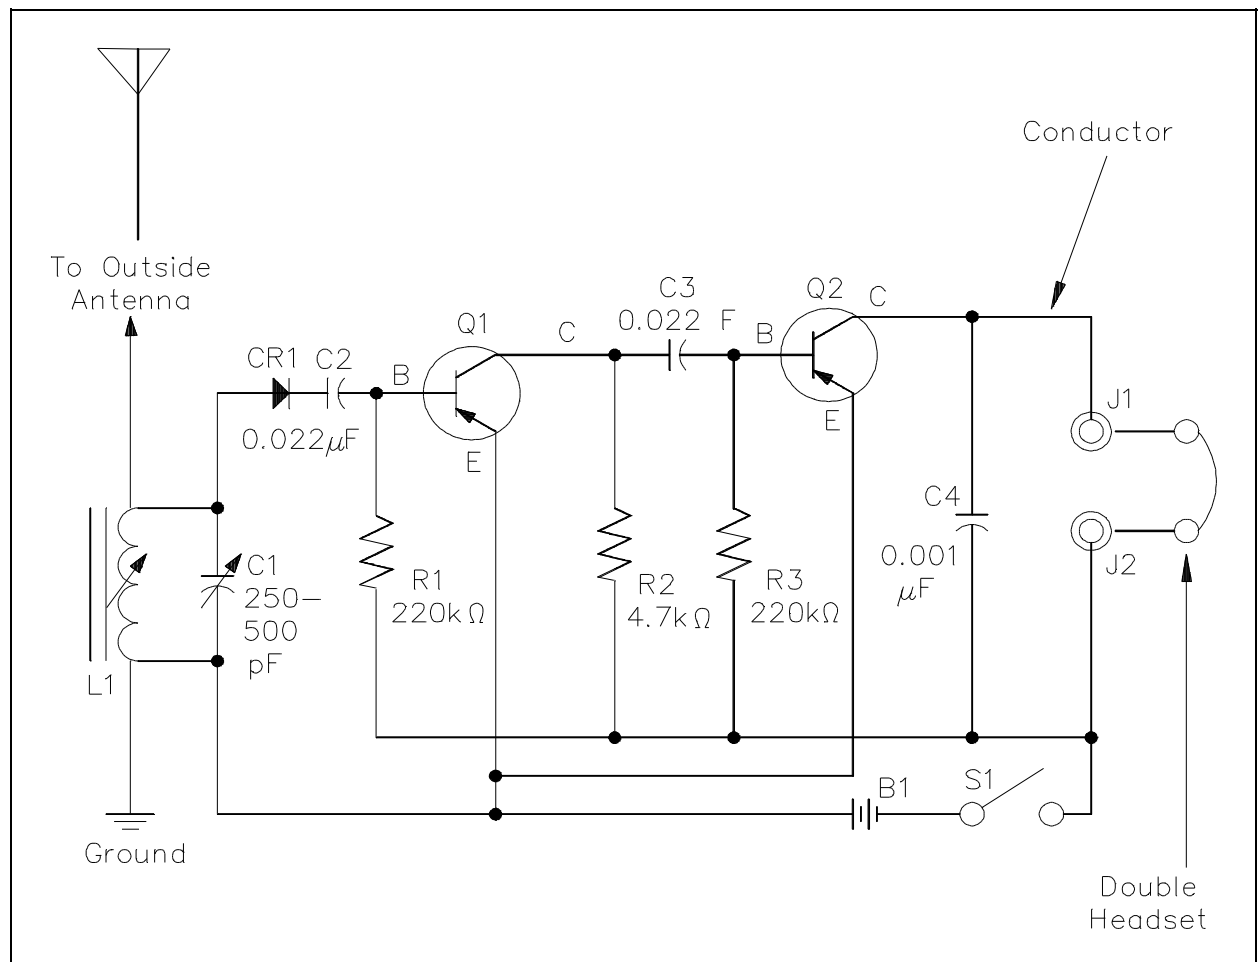 Conductor
To Outside
Antenna
C3
0.022 F
Q2
C
Q1
C
B
CR1 C2
B
0.022µF
E
E
J1
C4
0.001
µF
J2
C1
250-
500
pF
R1
220kΩ
R2
4.7kΩ
R3
220kΩ
L1
B1
S1
Ground
Double
Headset